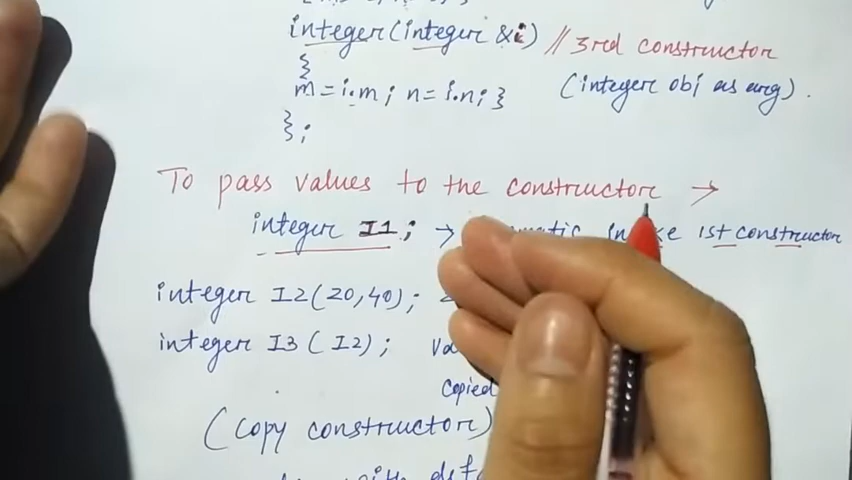 integer(integer &i) // 3rd constructor
{
m = i.m; n = i.n; } (integer obj as arg).
};
To pass values to the constructor →
integer I1; → 1st constructor
integer I2(20,40);
integer I3(I2);
copied
(copy constructor)